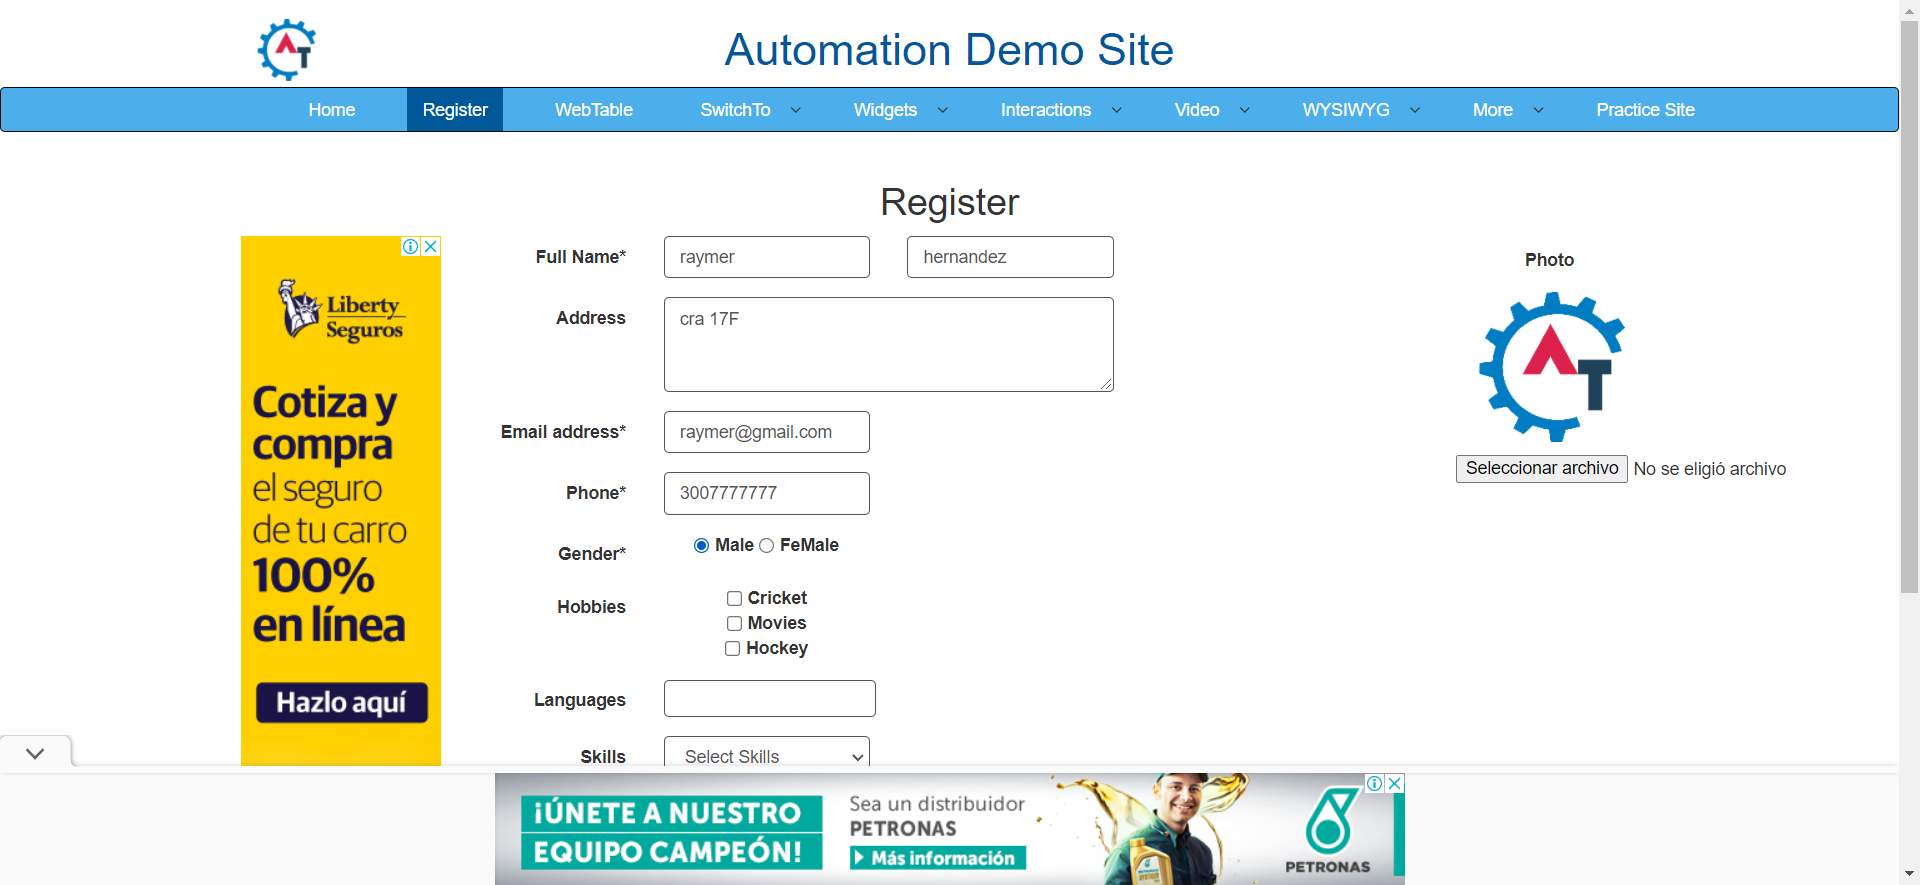 AT
Automation Demo Site
Home Register WebTable SwitchTo Widgets Interactions Video WYSIWYG More Practice Site
Register
Liberty
Seguros
Cotiza y
compra
el seguro
de tu carro
100%
en línea
Hazlo aquí
Full Name* raymer hernandez
Address cra 17F
Email address* raymer@gmail.com
Phone* 3007777777
Gender* Male FeMale
Hobbies Cricket
Movies
Hockey
Languages
Skills Select Skills
Photo
AT
Seleccionar archivo No se eligió archivo
¡ÚNETE A NUESTRO
EQUIPO CAMPEÓN!
Sea un distribuidor
PETRONAS
Más información
PETRONAS